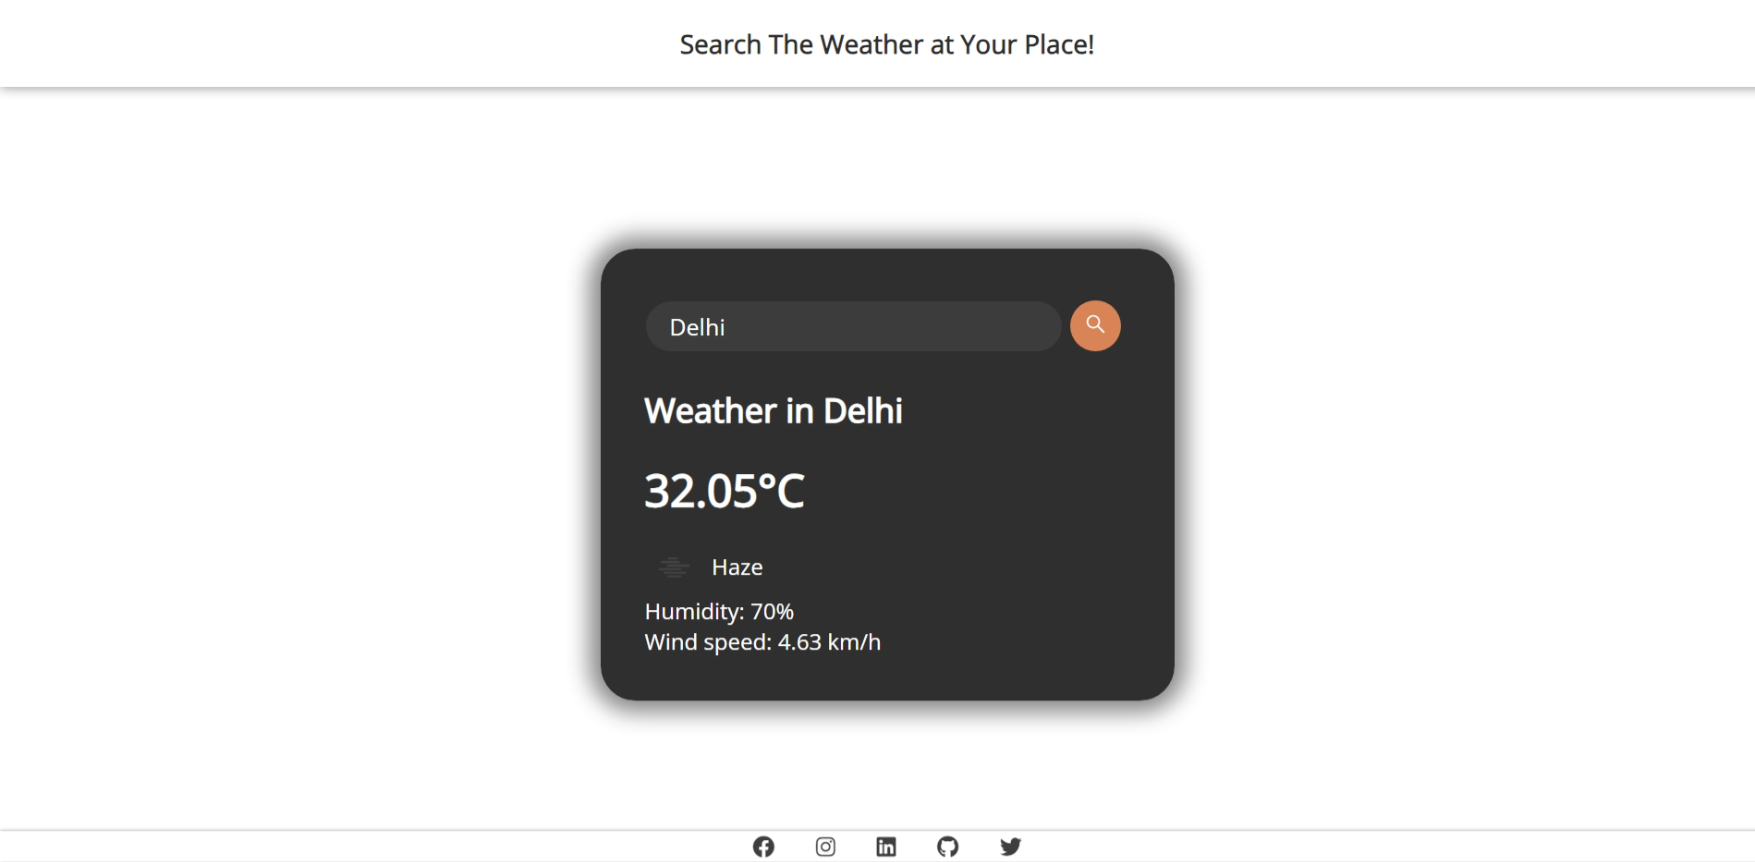 Search The Weather at Your Place!
Delhi
Weather in Delhi
32.05°C
Haze
Humidity: 70%
Wind speed: 4.63 km/h